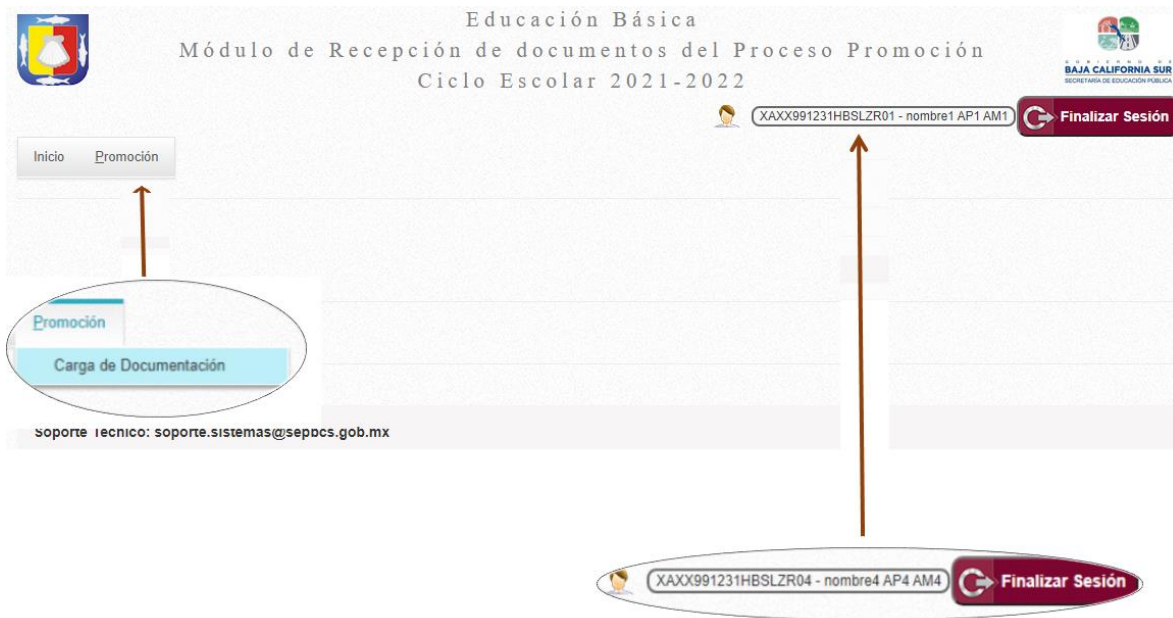 Educación Básica
Módulo de Recepción de documentos del Proceso Promoción
Ciclo Escolar 2021-2022
GOBIERNO DE
BAJA CALIFORNIA SUR
SECRETARÍA DE EDUCACIÓN PÚBLICA
XAXX991231HBSLZR01 - nombre1 AP1 AM1
Finalizar Sesión
Inicio Promoción
Promoción
Carga de Documentación
Soporte Técnico: soporte.sistemas@sepbcs.gob.mx
XAXX991231HBSLZR04 - nombre4 AP4 AM4
Finalizar Sesión